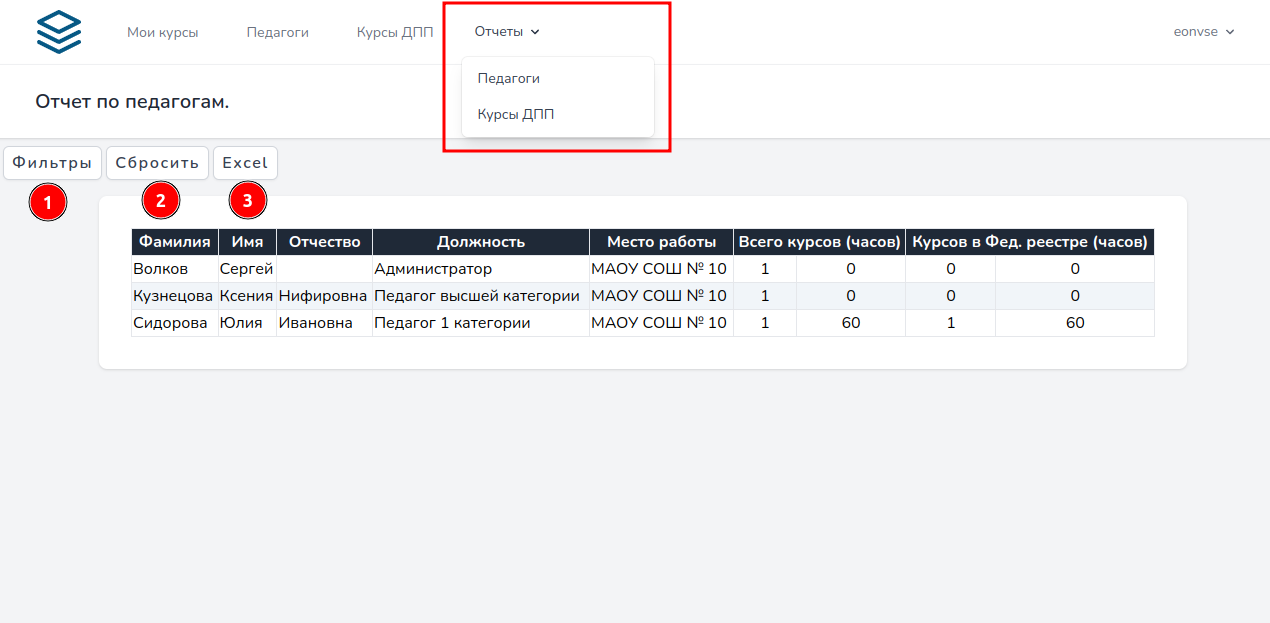 Мои курсы Педагоги Курсы ДПП Отчеты eonvse
Педагоги
Курсы ДПП
Отчет по педагогам.
Фильтры Сбросить Excel
1 2 3
Фамилия Имя Отчество Должность Место работы Всего курсов (часов) Курсов в Фед. реестре (часов)
Волков Сергей Администратор МАОУ СОШ № 10 1 0 0 0
Кузнецова Ксения Нифировна Педагог высшей категории МАОУ СОШ № 10 1 0 0 0
Сидорова Юлия Ивановна Педагог 1 категории МАОУ СОШ № 10 1 60 1 60